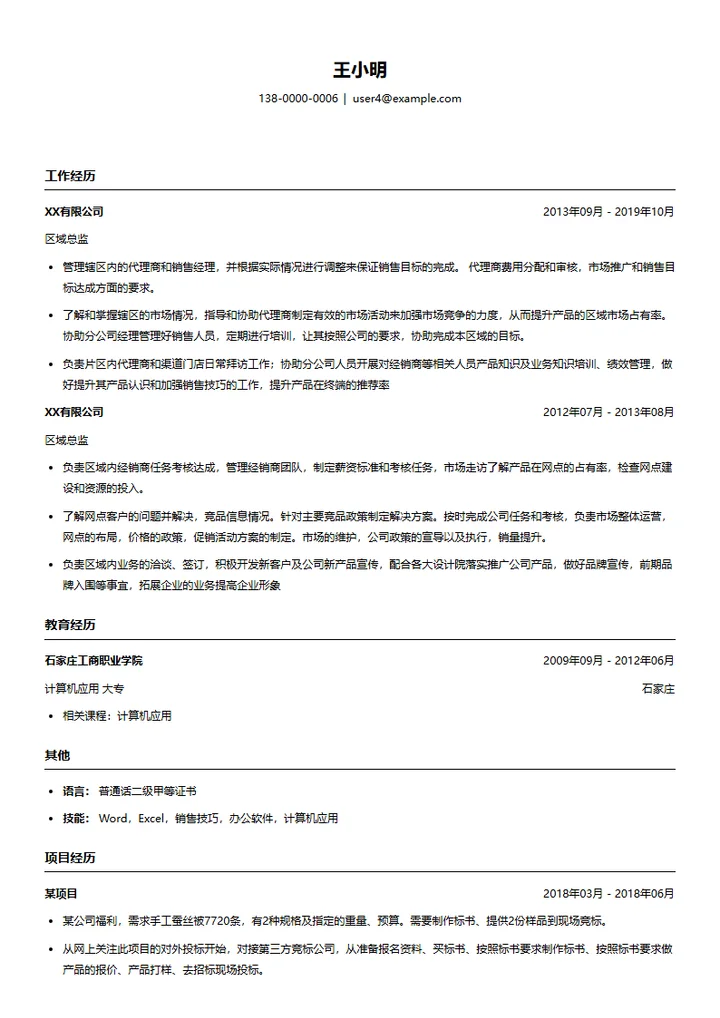 王小明
138-0000-0006 | user4@example.com
工作经历
XX有限公司 2013年09月 - 2019年10月
区域总监
• 管理辖区内的代理商和销售经理，并根据实际情况进行调整来保证销售目标的完成。 代理商费用分配和审核，市场推广和销售目
标达成方面的要求。
• 了解和掌握辖区的市场情况，指导和协助代理商制定有效的市场活动来加强市场竞争的力度，从而提升产品的区域市场占有率。
协助分公司经理管理好销售人员，定期进行培训，让其按照公司的要求，协助完成本区域的目标。
• 负责片区内代理商和渠道门店日常拜访工作；协助分公司人员开展对经销商等相关人员产品知识及业务知识培训、绩效管理，做
好提升其产品认识和加强销售技巧的工作，提升产品在终端的推荐率
XX有限公司 2012年07月 - 2013年08月
区域总监
• 负责区域内经销商任务考核达成，管理经销商团队，制定薪资标准和考核任务，市场走访了解产品在网点的占有率，检查网点建
设和资源的投入。
• 了解网点客户的问题并解决，竞品信息情况。针对主要竞品政策制定解决方案。按时完成公司任务和考核，负责市场整体运营，
网点的布局，价格的政策，促销活动方案的制定。市场的维护，公司政策的宣导以及执行，销量提升。
• 负责区域内业务的洽谈、签订，积极开发新客户及公司新产品宣传，配合各大设计院落实推广公司产品，做好品牌宣传，前期品
牌入围等事宜，拓展企业的业务提高企业形象
教育经历
石家庄工商职业学院 2009年09月 - 2012年06月
计算机应用 大专 石家庄
• 相关课程：计算机应用
其他
• 语言： 普通话二级甲等证书
• 技能： Word，Excel，销售技巧，办公软件，计算机应用
项目经历
某项目 2018年03月 - 2018年06月
• 某公司福利，需求手工蚕丝被7720条，有2种规格及指定的重量、预算。需要制作标书、提供2份样品到现场竞标。
• 从网上关注此项目的对外投标开始，对接第三方竞标公司，从准备报名资料、买标书、按照标书要求制作标书、按照标书要求做
产品的报价、产品打样、去招标现场投标。